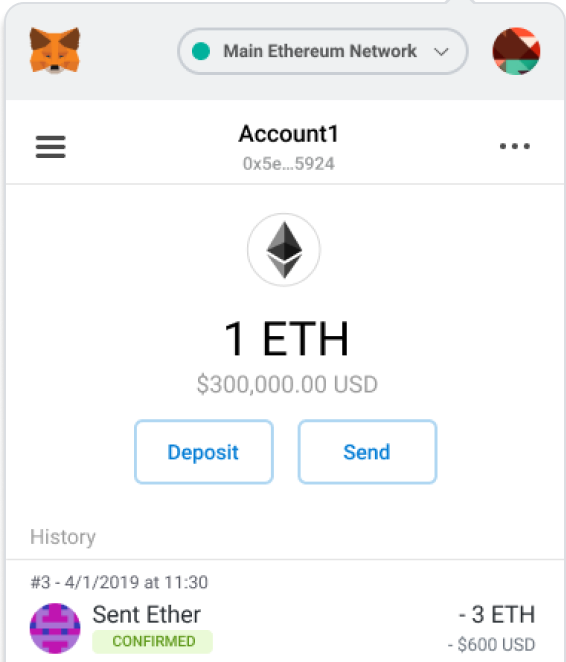 Main Ethereum Network
Account1
0x5e...5924
1 ETH
$300,000.00 USD
Deposit Send
History
#3 - 4/1/2019 at 11:30
Sent Ether - 3 ETH
CONFIRMED - $600 USD